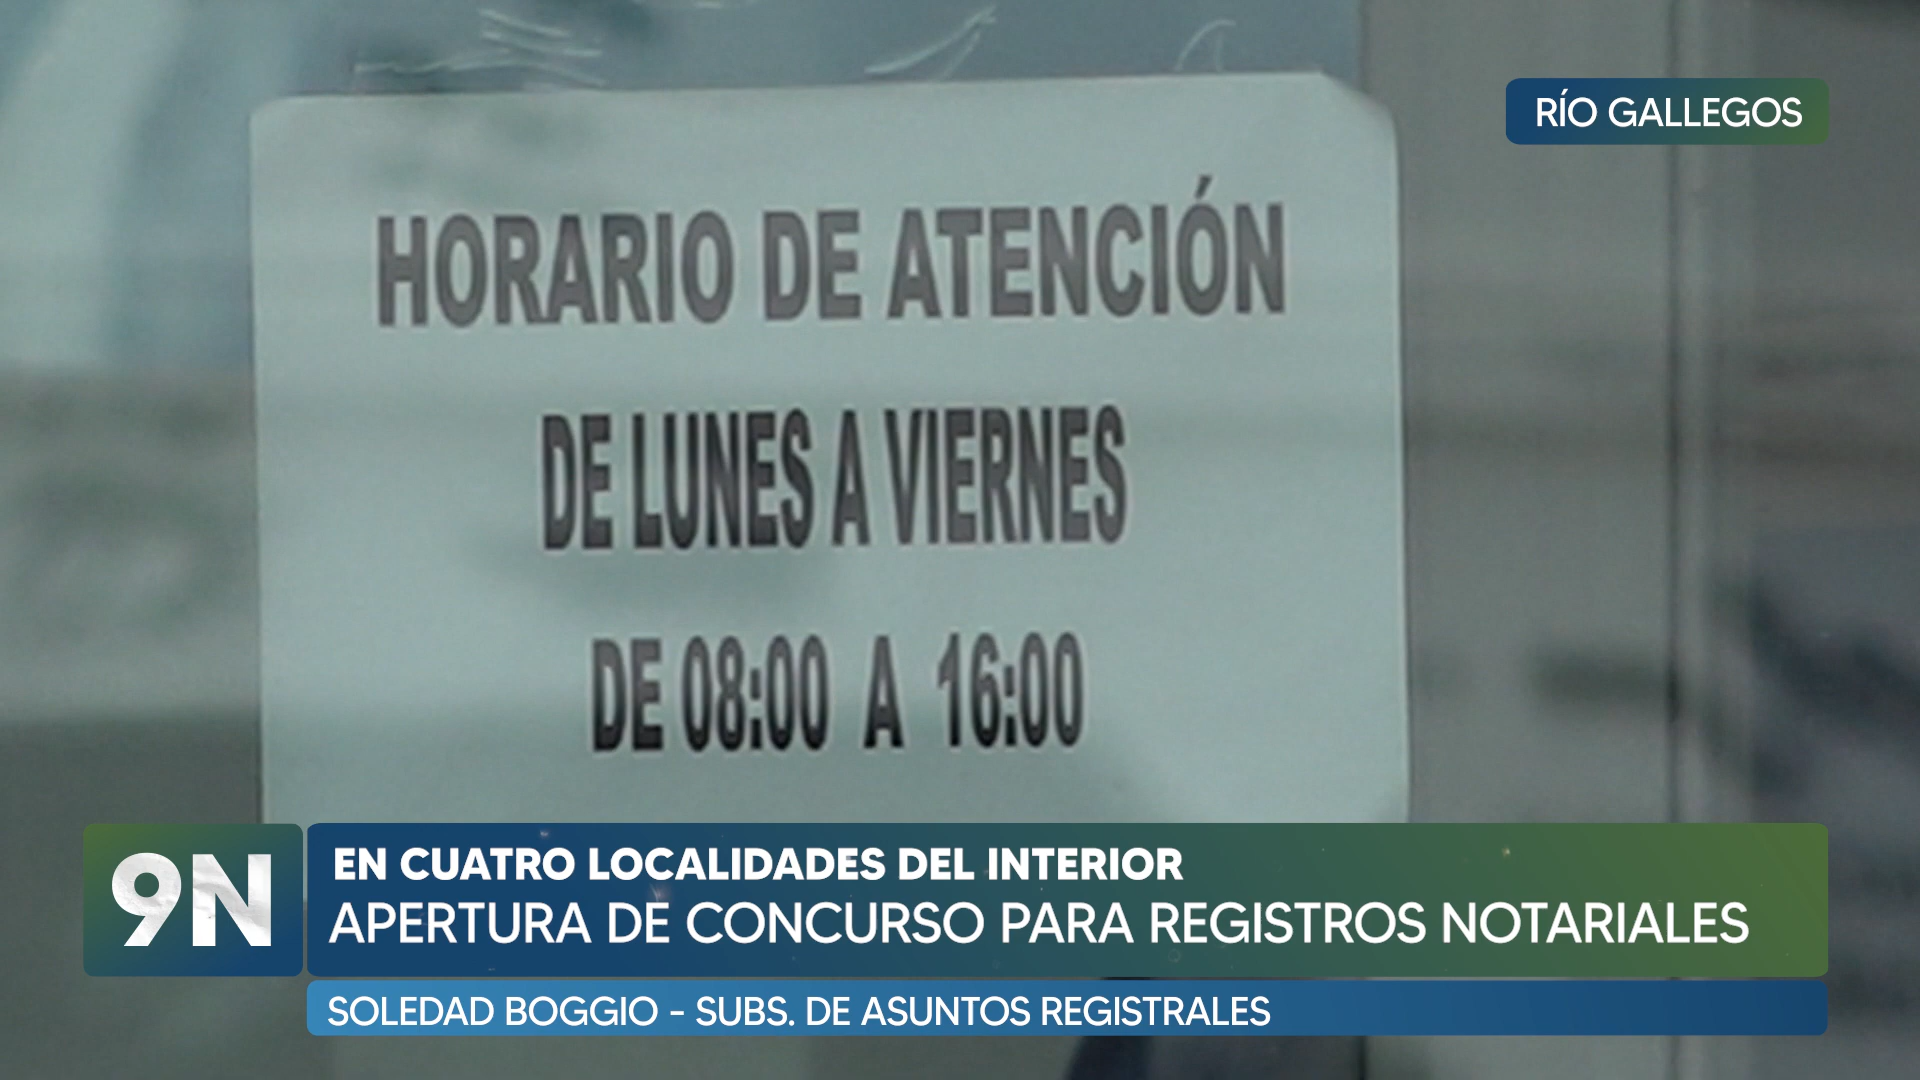 RÍO GALLEGOS
HORARIO DE ATENCIÓN
DE LUNES A VIERNES
DE 08:00 A 16:00
9N
EN CUATRO LOCALIDADES DEL INTERIOR
APERTURA DE CONCURSO PARA REGISTROS NOTARIALES
SOLEDAD BOGGIO - SUBS. DE ASUNTOS REGISTRALES